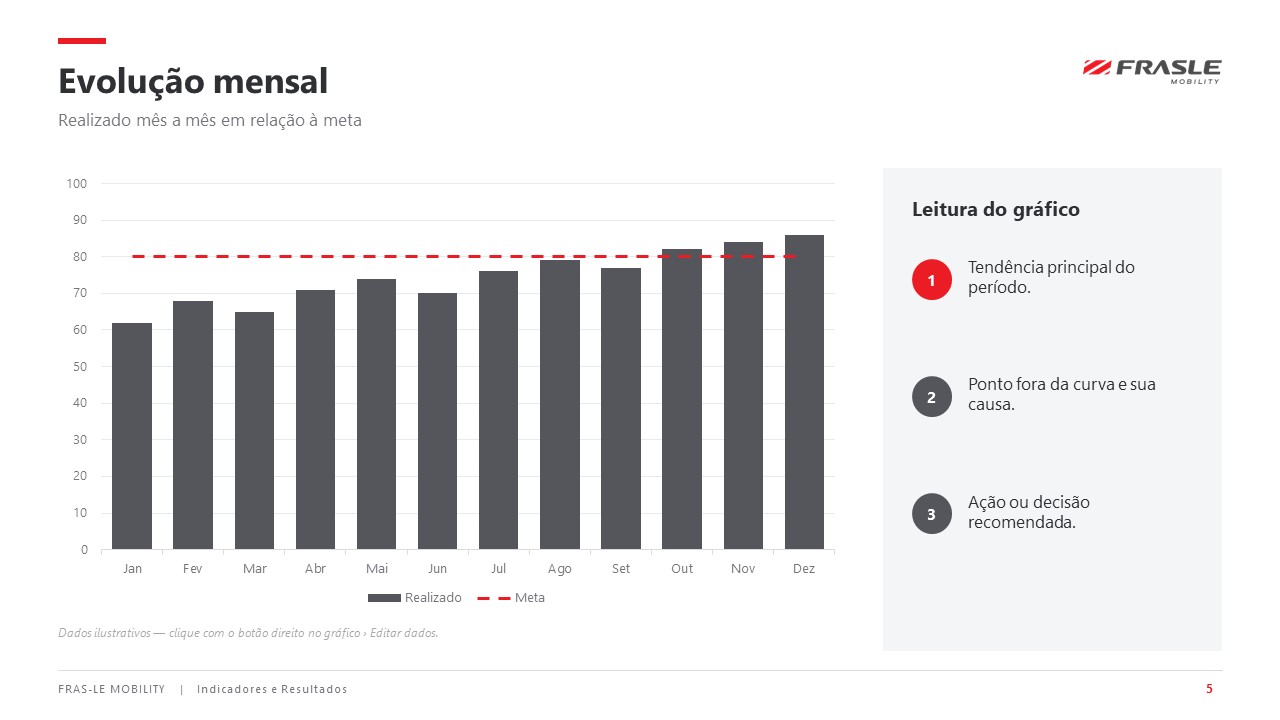 Evolução mensal
Realizado mês a mês em relação à meta
FRASLE
MOBILITY
100
90
80
70
60
50
40
30
20
10
0
Jan Fev Mar Abr Mai Jun Jul Ago Set Out Nov Dez
Realizado Meta
Dados ilustrativos — clique com o botão direito no gráfico › Editar dados.
Leitura do gráfico
1 Tendência principal do
período.
2 Ponto fora da curva e sua
causa.
3 Ação ou decisão
recomendada.
FRAS-LE MOBILITY | Indicadores e Resultados
5